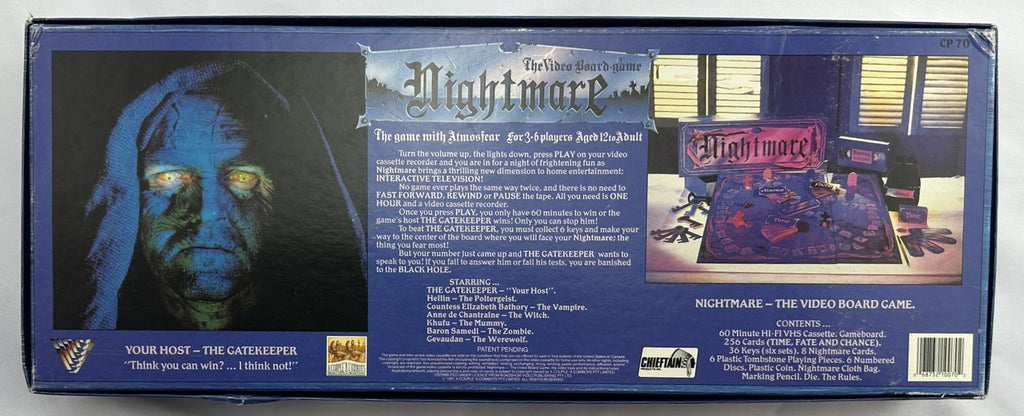 CP 70
The Video Board-game
Nightmare
The game with Atmosfear For 3-6 players Aged 12 to Adult
Turn the volume up, the lights down, press PLAY on your video
cassette recorder and you are in for a night of frightening fun as
Nightmare brings a thrilling new dimension to home entertainment:
INTERACTIVE TELEVISION!
No game ever plays the same way twice, and there is no need to
FAST FORWARD, REWIND or PAUSE the tape. All you need is ONE
HOUR and a video cassette recorder.
Once you press PLAY, you only have 60 minutes to win or the
game's host THE GATEKEEPER wins! Only you can stop him!
To beat THE GATEKEEPER, you must collect 6 keys and make your
way to the center of the board where you will face your Nightmare; the
thing you fear most!
But your number just came up and THE GATEKEEPER wants to
speak to you! If you fail to answer him or fail his tests, you are banished
to the BLACK HOLE.
STARRING ...
THE GATEKEEPER – "Your Host".
Hellin – The Poltergeist.
Countess Elizabeth Bathory – The Vampire.
Anne de Chantraine – The Witch.
Khufu – The Mummy.
Baron Samedi – The Zombie.
Gevaudan – The Werewolf.
PATENT PENDING
YOUR HOST – THE GATEKEEPER
"Think you can win? ... I think not!"
Nightmare
CHANCE
Time
NIGHTMARE – THE VIDEO BOARD GAME.
CONTENTS ...
60 Minute Hi-Fi VHS Cassette. Gameboard.
256 Cards (TIME, FATE AND CHANCE).
36 Keys (six sets). 8 Nightmare Cards.
6 Plastic Tombstone Playing Pieces. 6 Numbered
Discs. Plastic Coin. Nightmare Cloth Bag.
Marking Pencil. Die. The Rules.
CHIEFTAIN